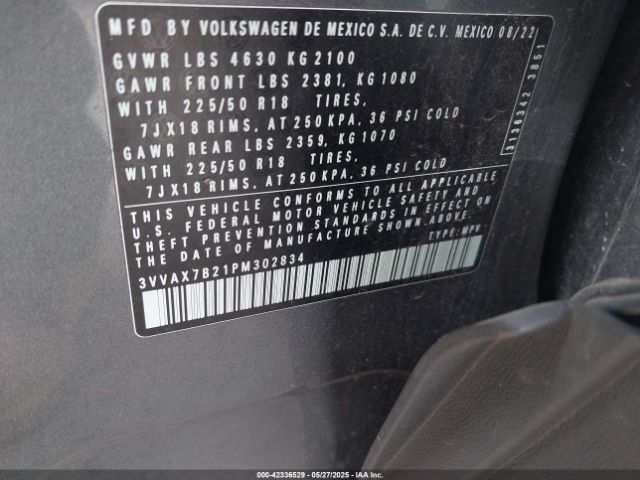 MFD BY VOLKSWAGEN DE MEXICO S.A. DE C.V. MEXICO 08/22
GVWR LBS 4630 KG 2100
GAWR FRONT LBS 2381, KG 1080
WITH 225/50 R18 TIRES,
7JX18 RIMS, AT 250 KPA, 36 PSI COLD
GAWR REAR LBS 2359, KG 1070
WITH 225/50 R18 TIRES,
7JX18 RIMS, AT 250 KPA, 36 PSI COLD
THIS VEHICLE CONFORMS TO ALL APPLICABLE
U.S. FEDERAL MOTOR VEHICLE SAFETY AND
THEFT PREVENTION STANDARDS IN EFFECT ON
THE DATE OF MANUFACTURE SHOWN ABOVE.
TYPE: MPV
3VVAX7B21PM302834
3136342 3851
000-42336529 05/27/2025 IAAI.COM